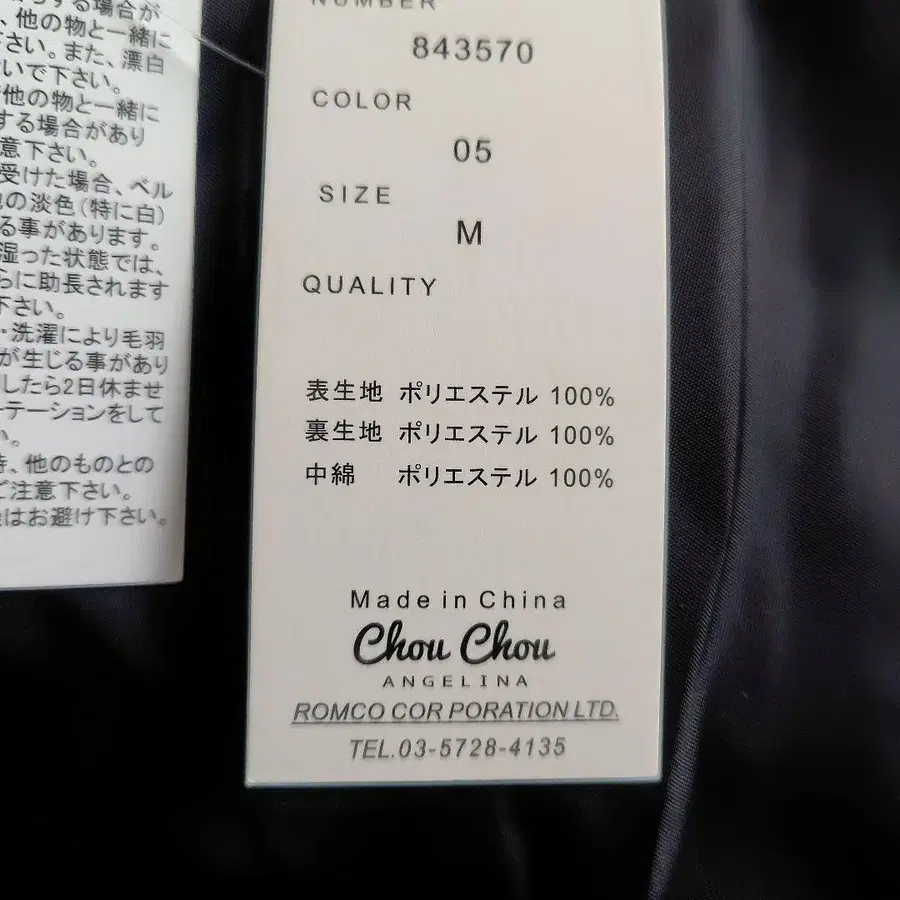 する場合が
、他の物と一緒に
さい。また、漂白
いで下さい。
他の物と一緒に
する場合があり
意下さい。
受けた場合、ベル
の淡色(特に白)
る事があります。
湿った状態では、
らに助長されます
下さい。
・洗濯により毛羽
が生じる事があり
したら2日休ませ
ーテーションをして
い。
時、他のものとの
ご注意下さい。
はお避け下さい。
NUMBER
843570
COLOR
05
SIZE
M
QUALITY
表生地 ポリエステル 100%
裏生地 ポリエステル 100%
中綿 ポリエステル 100%
Made in China
Chou Chou
ANGELINA
ROMCO CORPORATION LTD.
TEL.03-5728-4135